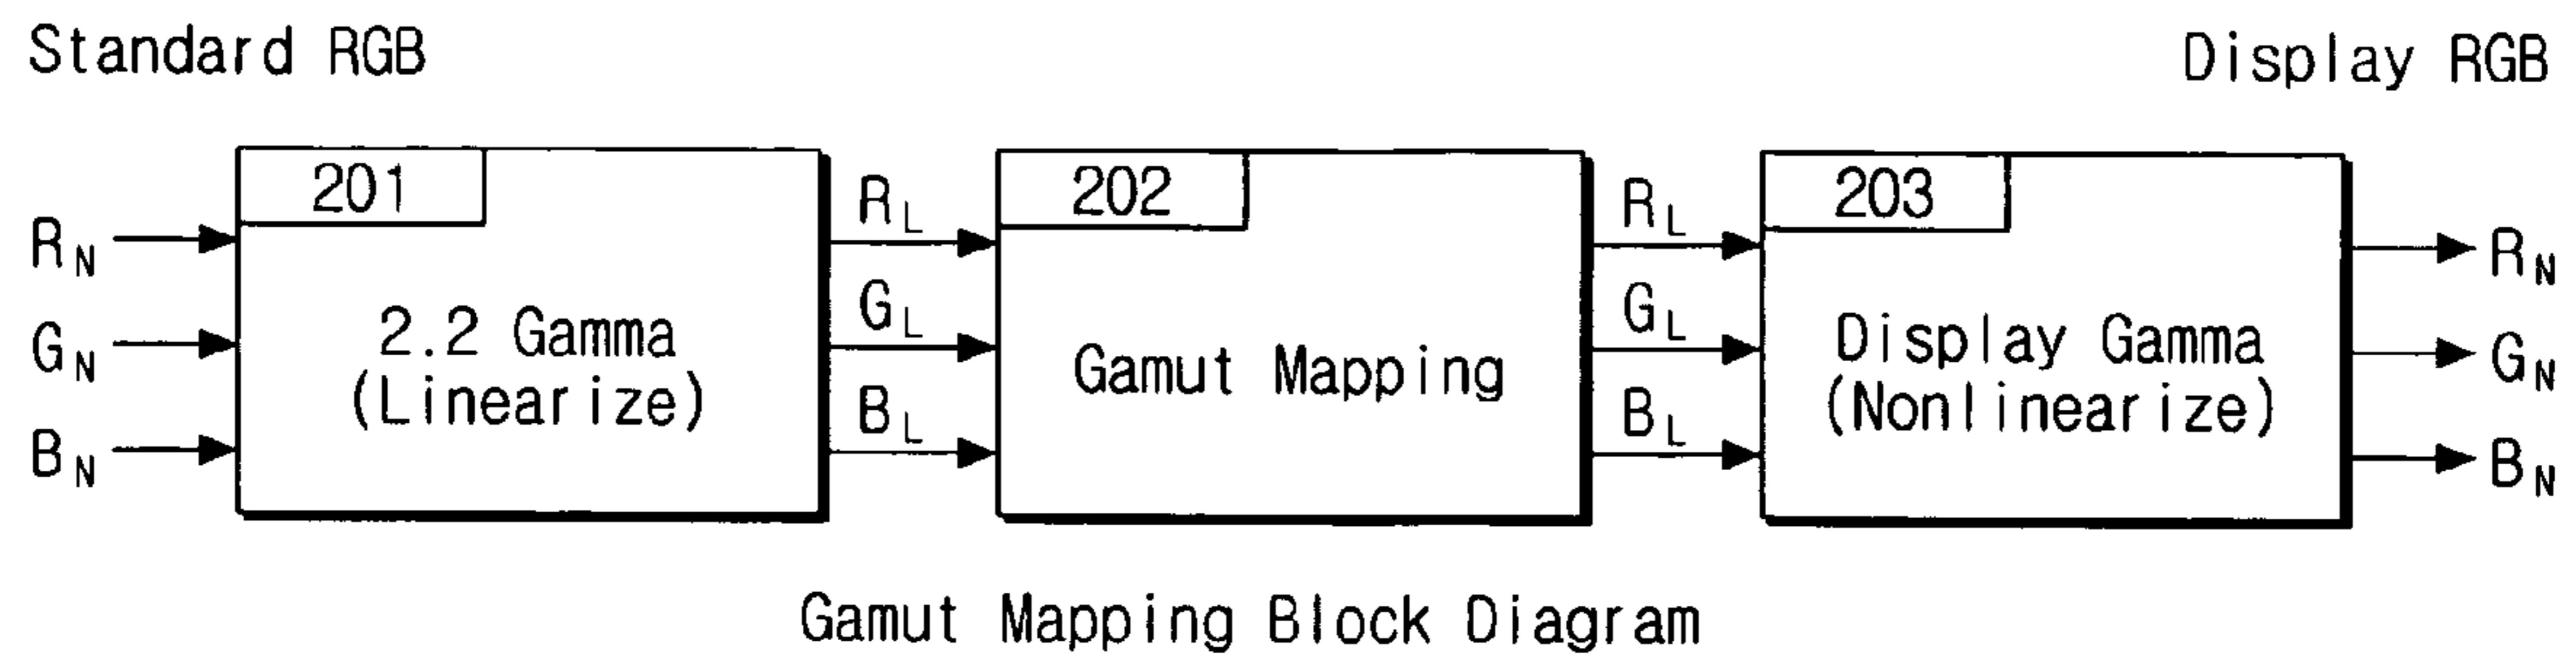 Standard RGB
Display RGB
201
202
203
R_N
G_N
B_N
2.2 Gamma
(Linearize)
R_L
G_L
B_L
Gamut Mapping
R_L
G_L
B_L
Display Gamma
(Nonlinearize)
R_N
G_N
B_N
Gamut Mapping Block Diagram